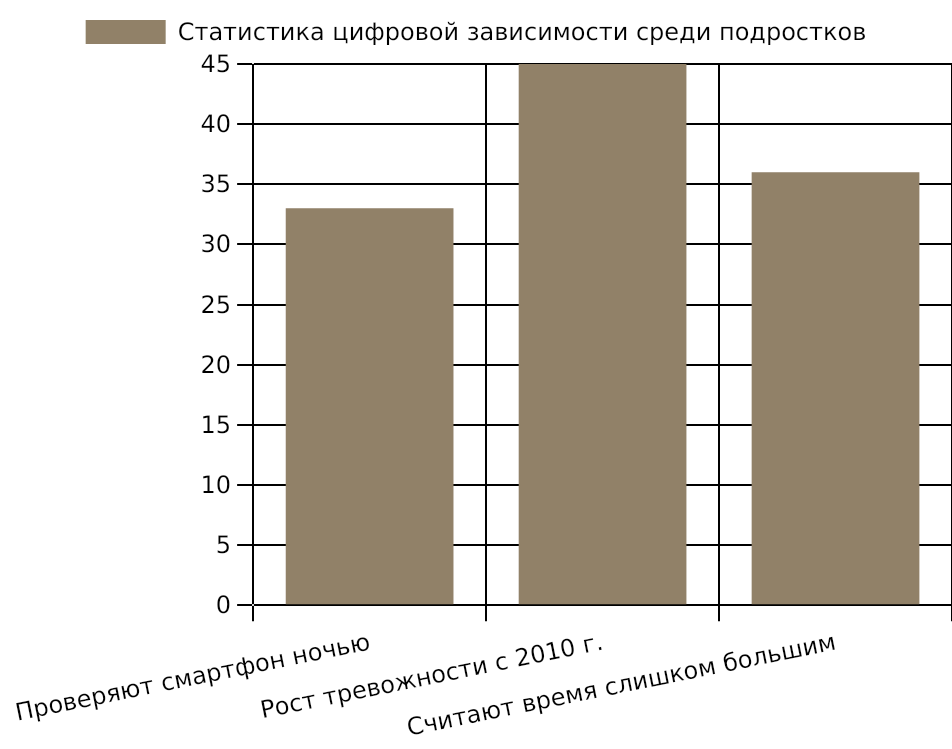 Статистика цифровой зависимости среди подростков
45
40
35
30
25
20
15
10
5
0
Проверяют смартфон ночью
Рост тревожности с 2010 г.
Считают время слишком большим